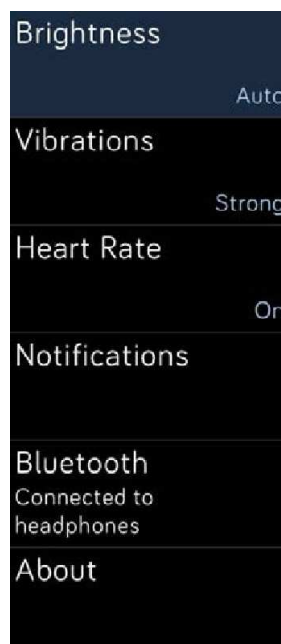 Brightness
Auto
Vibrations
Strong
Heart Rate
On
Notifications
Bluetooth
Connected to
headphones
About